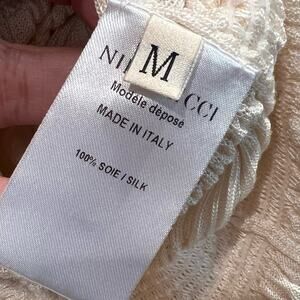 M
Modèle déposé
MADE IN ITALY
100% SOIE / SILK